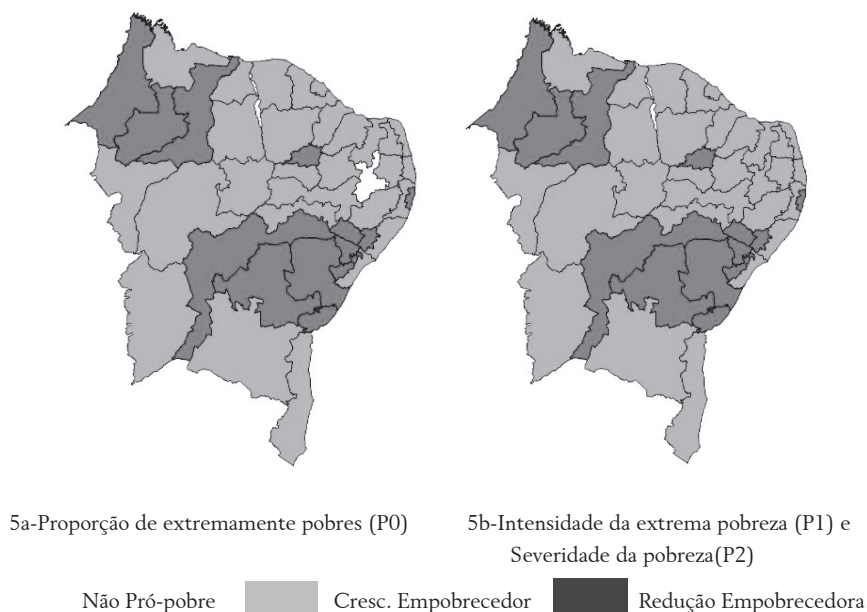 5a-Proporção de extremamente pobres (P0)
5b-Intensidade da extrema pobreza (P1) e
Severidade da pobreza(P2)
Não Pró-pobre Cresc. Empobrecedor Redução Empobrecedora